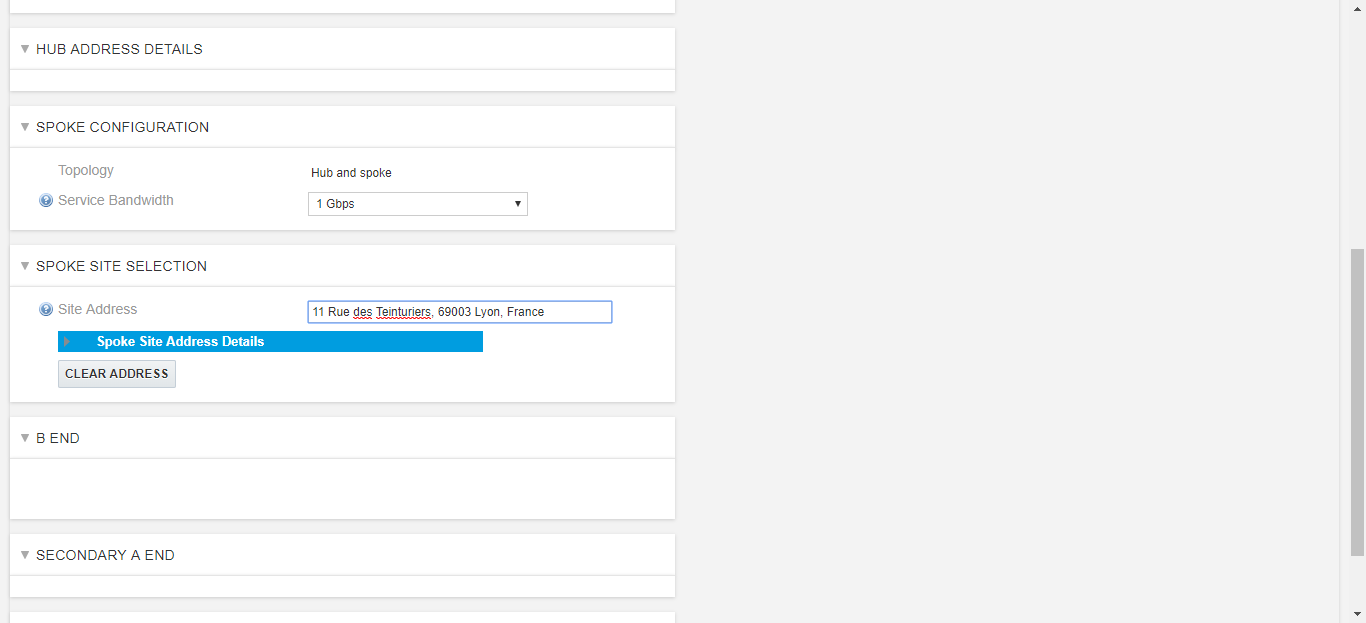 HUB ADDRESS DETAILS
SPOKE CONFIGURATION
Topology
Hub and spoke
Service Bandwidth
1 Gbps
SPOKE SITE SELECTION
Site Address
11 Rue des Teinturiers, 69003 Lyon, France
Spoke Site Address Details
CLEAR ADDRESS
B END
SECONDARY A END